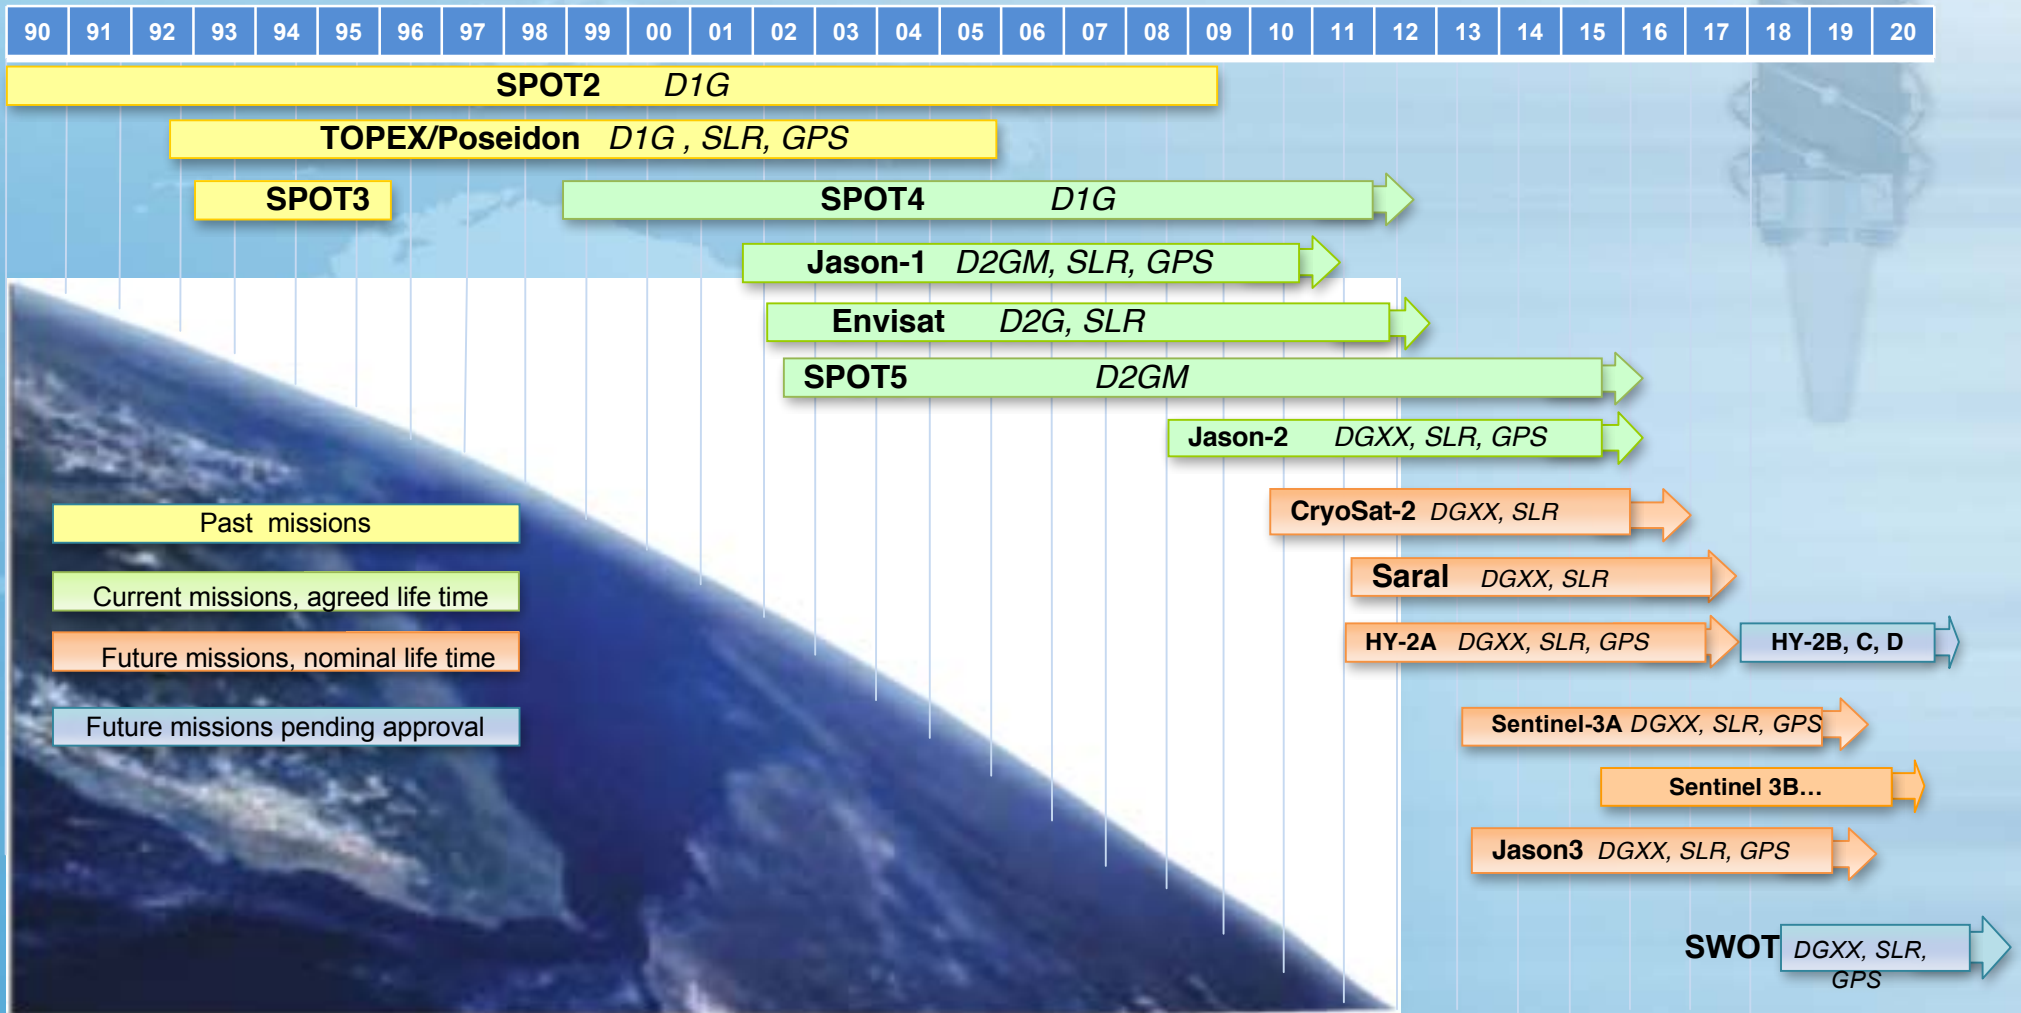 90 91 92 93 94 95 96 97 98 99 00 01 02 03 04 05 06 07 08 09 10 11 12 13 14 15 16 17 18 19 20
SPOT2 D1G
TOPEX/Poseidon D1G , SLR, GPS
SPOT3
SPOT4 D1G
Jason-1 D2GM, SLR, GPS
Envisat D2G, SLR
SPOT5 D2GM
Jason-2 DGXX, SLR, GPS
CryoSat-2 DGXX, SLR
Saral DGXX, SLR
HY-2A DGXX, SLR, GPS
HY-2B, C, D
Sentinel-3A DGXX, SLR, GPS
Sentinel 3B...
Jason3 DGXX, SLR, GPS
SWOT DGXX, SLR,
GPS
Past missions
Current missions, agreed life time
Future missions, nominal life time
Future missions pending approval